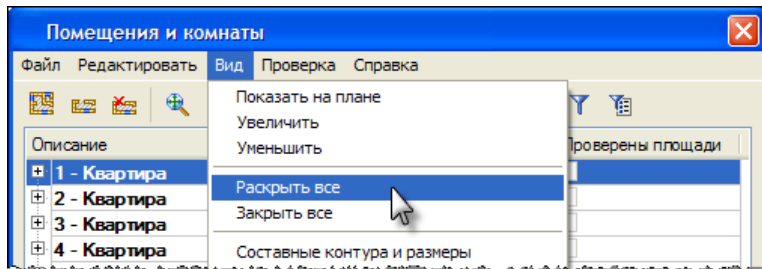 Помещения и комнаты
Файл Редактировать Вид Проверка Справка
Показать на плане
Увеличить
Уменьшить
Раскрыть все
Закрыть все
Составные контура и размеры
Описание Проверены площади
1 - Квартира
2 - Квартира
3 - Квартира
4 - Квартира